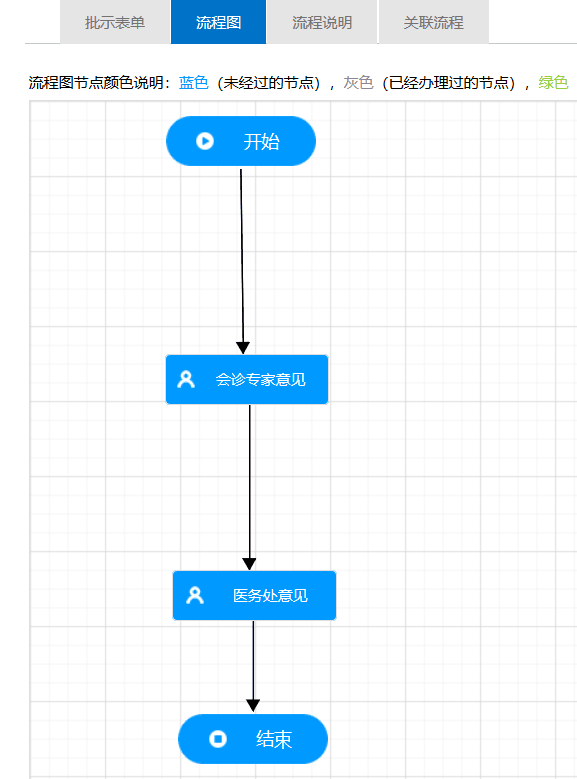 批示表单 流程图 流程说明 关联流程
流程图节点颜色说明：蓝色（未经过的节点），灰色（已经办理过的节点），绿色
开始
会诊专家意见
医务处意见
结束